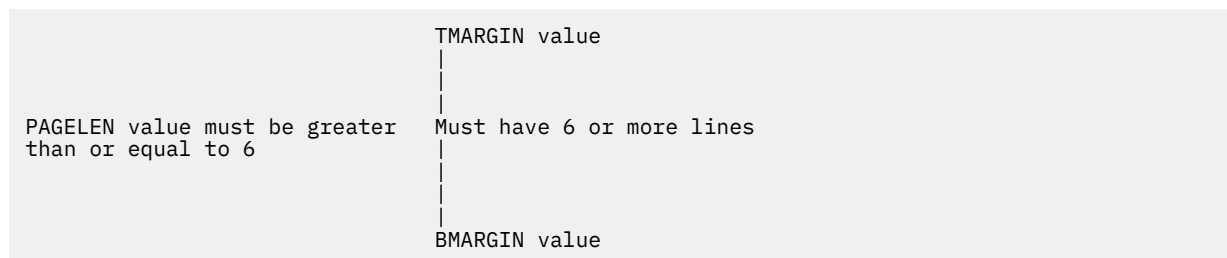 TMARGIN value
|
|
|
PAGELEN value must be greater   Must have 6 or more lines
than or equal to 6              |
|
|
|
BMARGIN value